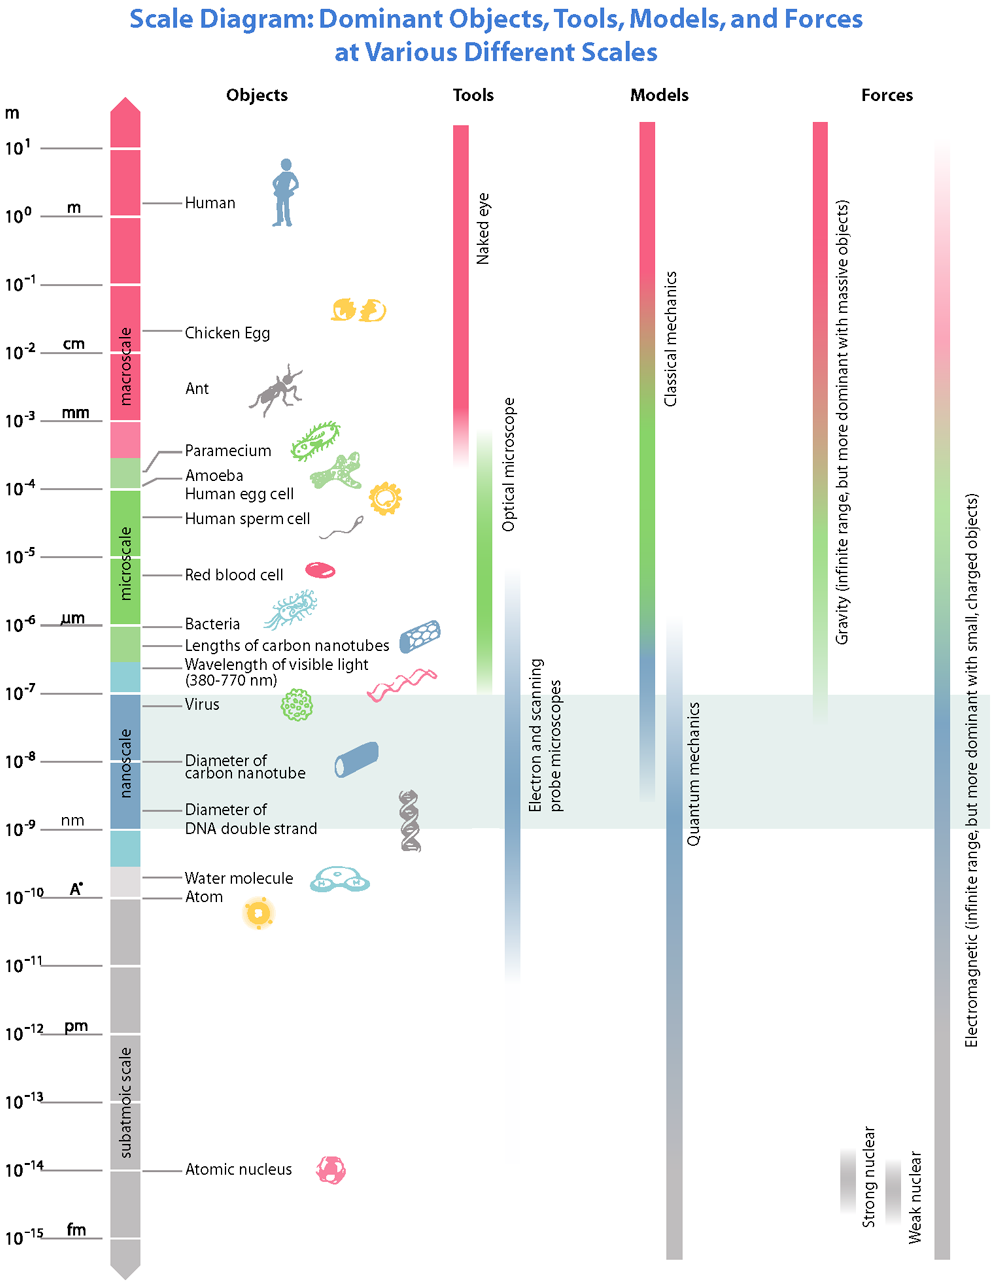 Scale Diagram: Dominant Objects, Tools, Models, and Forces
at Various Different Scales
Objects
Tools
Models
Forces
m
10¹
10⁰
m
10⁻¹
10⁻²
cm
10⁻³
mm
10⁻⁴
10⁻⁵
10⁻⁶
µm
10⁻⁷
10⁻⁸
10⁻⁹
nm
10⁻¹⁰
A°
10⁻¹¹
10⁻¹²
pm
10⁻¹³
10⁻¹⁴
10⁻¹⁵
fm
macroscale
microscale
nanoscale
subatmoic scale
Human
Chicken Egg
Ant
Paramecium
Amoeba
Human egg cell
Human sperm cell
Red blood cell
Bacteria
Lengths of carbon nanotubes
Wavelength of visible light
(380-770 nm)
Virus
Diameter of
carbon nanotube
Diameter of
DNA double strand
Water molecule
H
H
Atom
Atomic nucleus
Naked eye
Optical microscope
Electron and scanning
probe microscopes
Classical mechanics
Quantum mechanics
Gravity (infinite range, but more dominant with massive objects)
Strong nuclear
Weak nuclear
Electromagnetic (infinite range, but more dominant with small, charged objects)